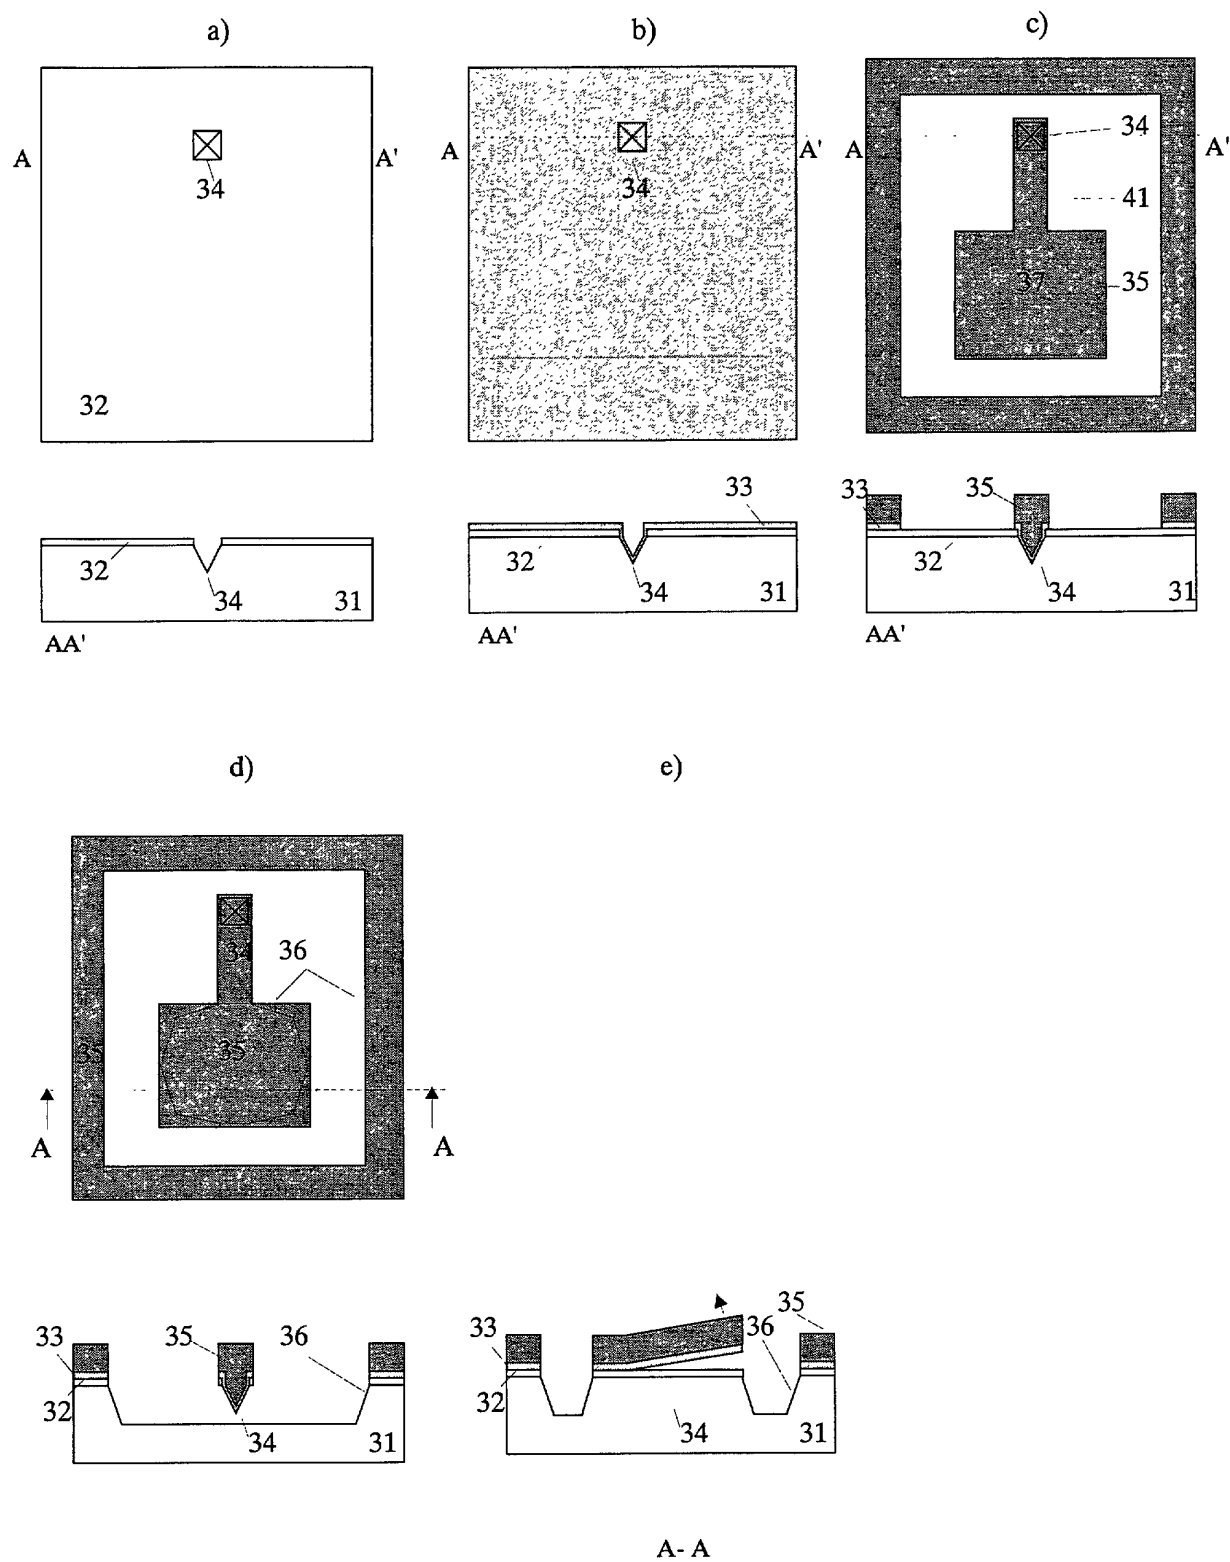 a) b) c)
A A' A A' A A'
34 34 34
41
37 35
32
33 33 35
32 34 31 32 34 31 32 34 31
AA' AA' AA'
d) e)
34 36
35 35
A A
33 35 36 33 36 35
32 34 31 32 34 31
A- A